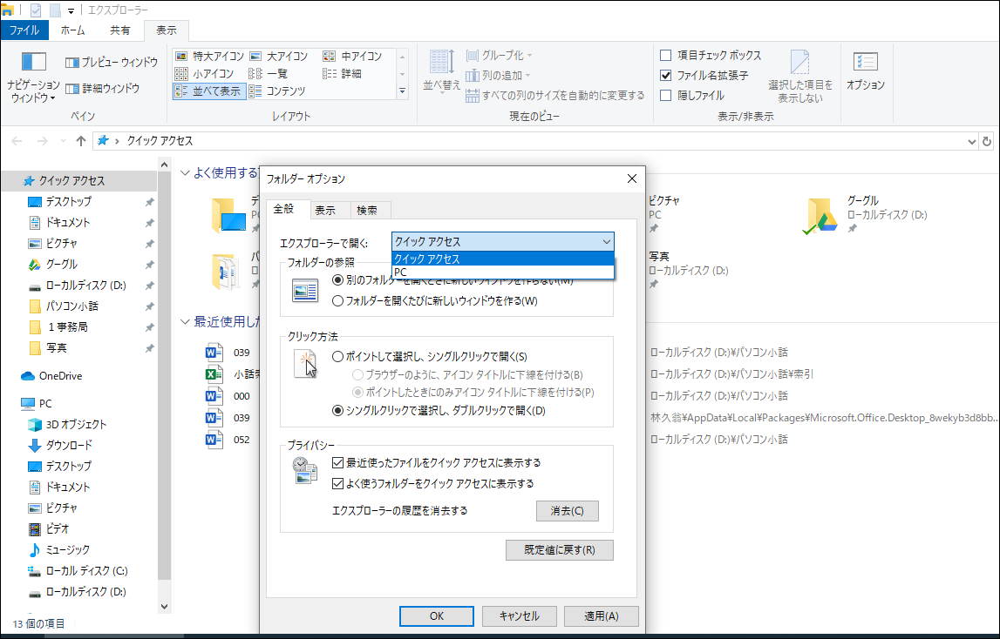 エクスプローラー
ファイル ホーム 共有 表示
ナビゲーション ウィンドウ
プレビュー ウィンドウ
詳細ウィンドウ
ペイン
特大アイコン 大アイコン 中アイコン
小アイコン 一覧 詳細
並べて表示 コンテンツ
レイアウト
並べ替え
グループ化
列の追加
すべての列のサイズを自動的に変更する
現在のビュー
項目チェック ボックス
ファイル名拡張子
隠しファイル
選択した項目を
表示しない
表示/非表示
オプション
クイック アクセス
クイック アクセス
デスクトップ
ドキュメント
ピクチャ
グーグル
ローカルディスク (D:)
パソコン小話
1 事務局
写真
OneDrive
PC
3D オブジェクト
ダウンロード
デスクトップ
ドキュメント
ピクチャ
ビデオ
ミュージック
ローカル ディスク (C:)
ローカルディスク (D:)
13 個の項目
よく使用する
ピクチャ
PC
グーグル
ローカルディスク (D:)
写真
ローカルディスク (D:)
最近使用した
039
ローカルディスク (D:)¥パソコン小話
小話
ローカルディスク (D:)¥パソコン小話¥索引
000
ローカルディスク (D:)¥パソコン小話
039
林久翁¥AppData¥Local¥Packages¥Microsoft.Office.Desktop_8wekyb3d8bb...
052
ローカルディスク (D:)¥パソコン小話
フォルダー オプション
全般 表示 検索
エクスプローラーで開く: クイック アクセス
クイック アクセス
PC
フォルダーの参照
別のフォルダーを開くときに新しいウィンドウを作らない(M)
フォルダーを開くたびに新しいウィンドウを作る(W)
クリック方法
ポイントして選択し、シングルクリックで開く(S)
ブラウザーのように、アイコン タイトルに下線を付ける(B)
ポイントしたときにのみアイコン タイトルに下線を付ける(P)
シングルクリックで選択し、ダブルクリックで開く(D)
プライバシー
最近使ったファイルをクイック アクセスに表示する
よく使うフォルダーをクイック アクセスに表示する
エクスプローラーの履歴を消去する 消去(C)
既定値に戻す(R)
OK キャンセル 適用(A)